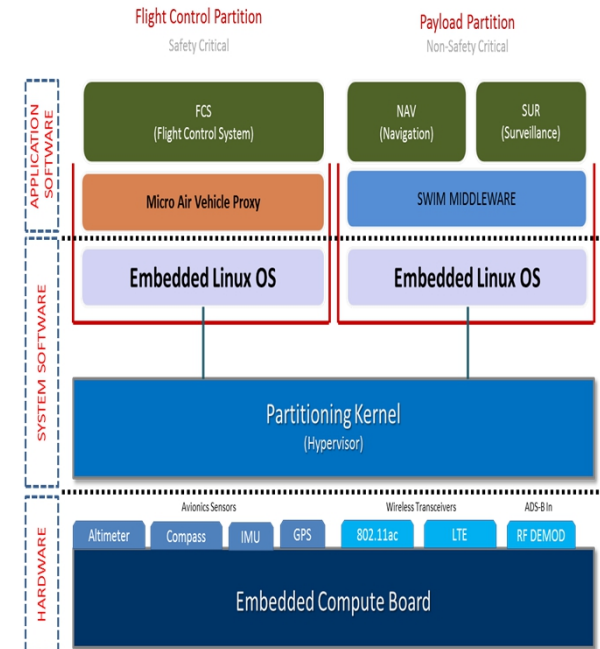 Flight Control Partition
Safety Critical
Payload Partition
Non-Safety Critical
APPLICATION
SOFTWARE
FCS
(Flight Control System)
NAV
(Navigation)
SUR
(Surveillance)
Micro Air Vehicle Proxy
SWIM MIDDLEWARE
SYSTEM SOFTWARE
Embedded Linux OS
Embedded Linux OS
Partitioning Kernel
(Hypervisor)
HARDWARE
Avionics Sensors
Wireless Transceivers
ADS-B In
Altimeter
Compass
IMU
GPS
802.11ac
LTE
RF DEMOD
Embedded Compute Board